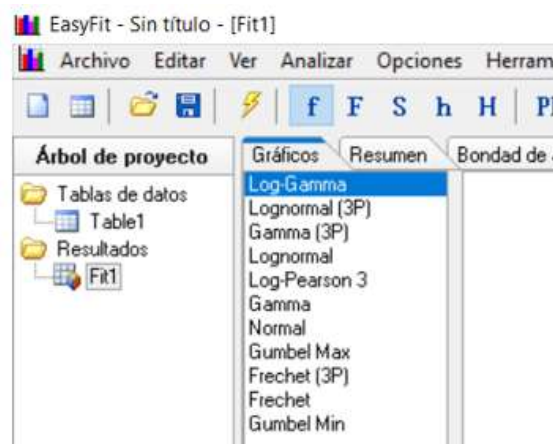 EasyFit - Sin título - [Fit1]
Archivo Editar Ver Analizar Opciones Herram
f F S h H
Árbol de proyecto
Tablas de datos
Table1
Resultados
Fit1
Gráficos Resumen Bondad de
Log-Gamma
Lognormal (3P)
Gamma (3P)
Lognormal
Log-Pearson 3
Gamma
Normal
Gumbel Max
Frechet (3P)
Frechet
Gumbel Min